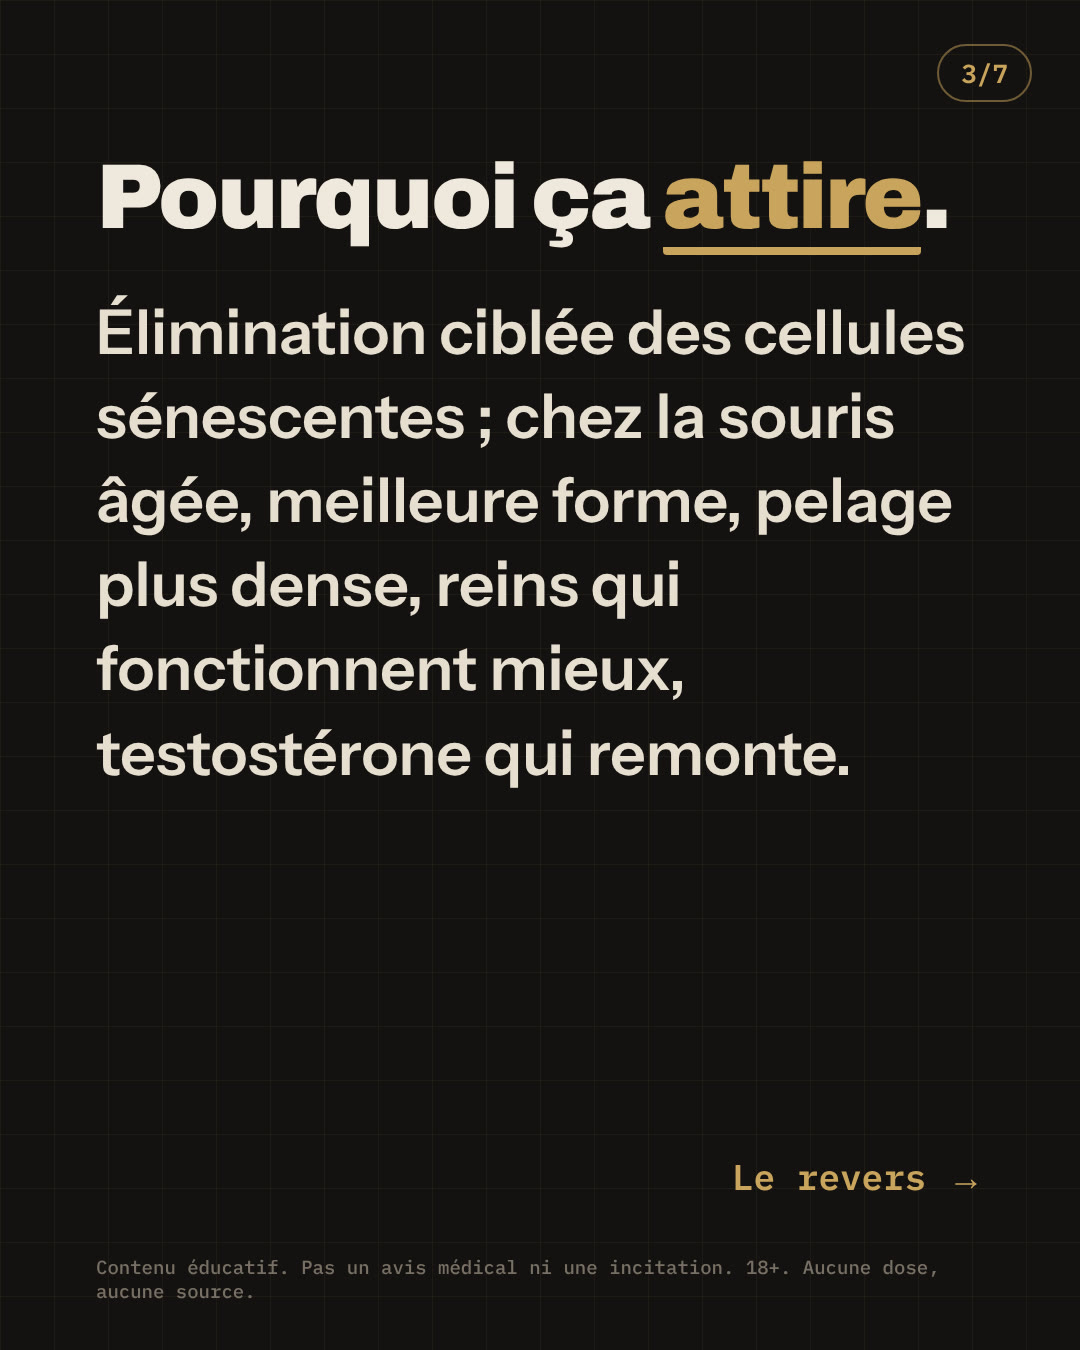 3/7
Pourquoi ça attire.
Élimination ciblée des cellules
sénescentes ; chez la souris
âgée, meilleure forme, pelage
plus dense, reins qui
fonctionnent mieux,
testostérone qui remonte.
Le revers →
Contenu éducatif. Pas un avis médical ni une incitation. 18+. Aucune dose,
aucune source.